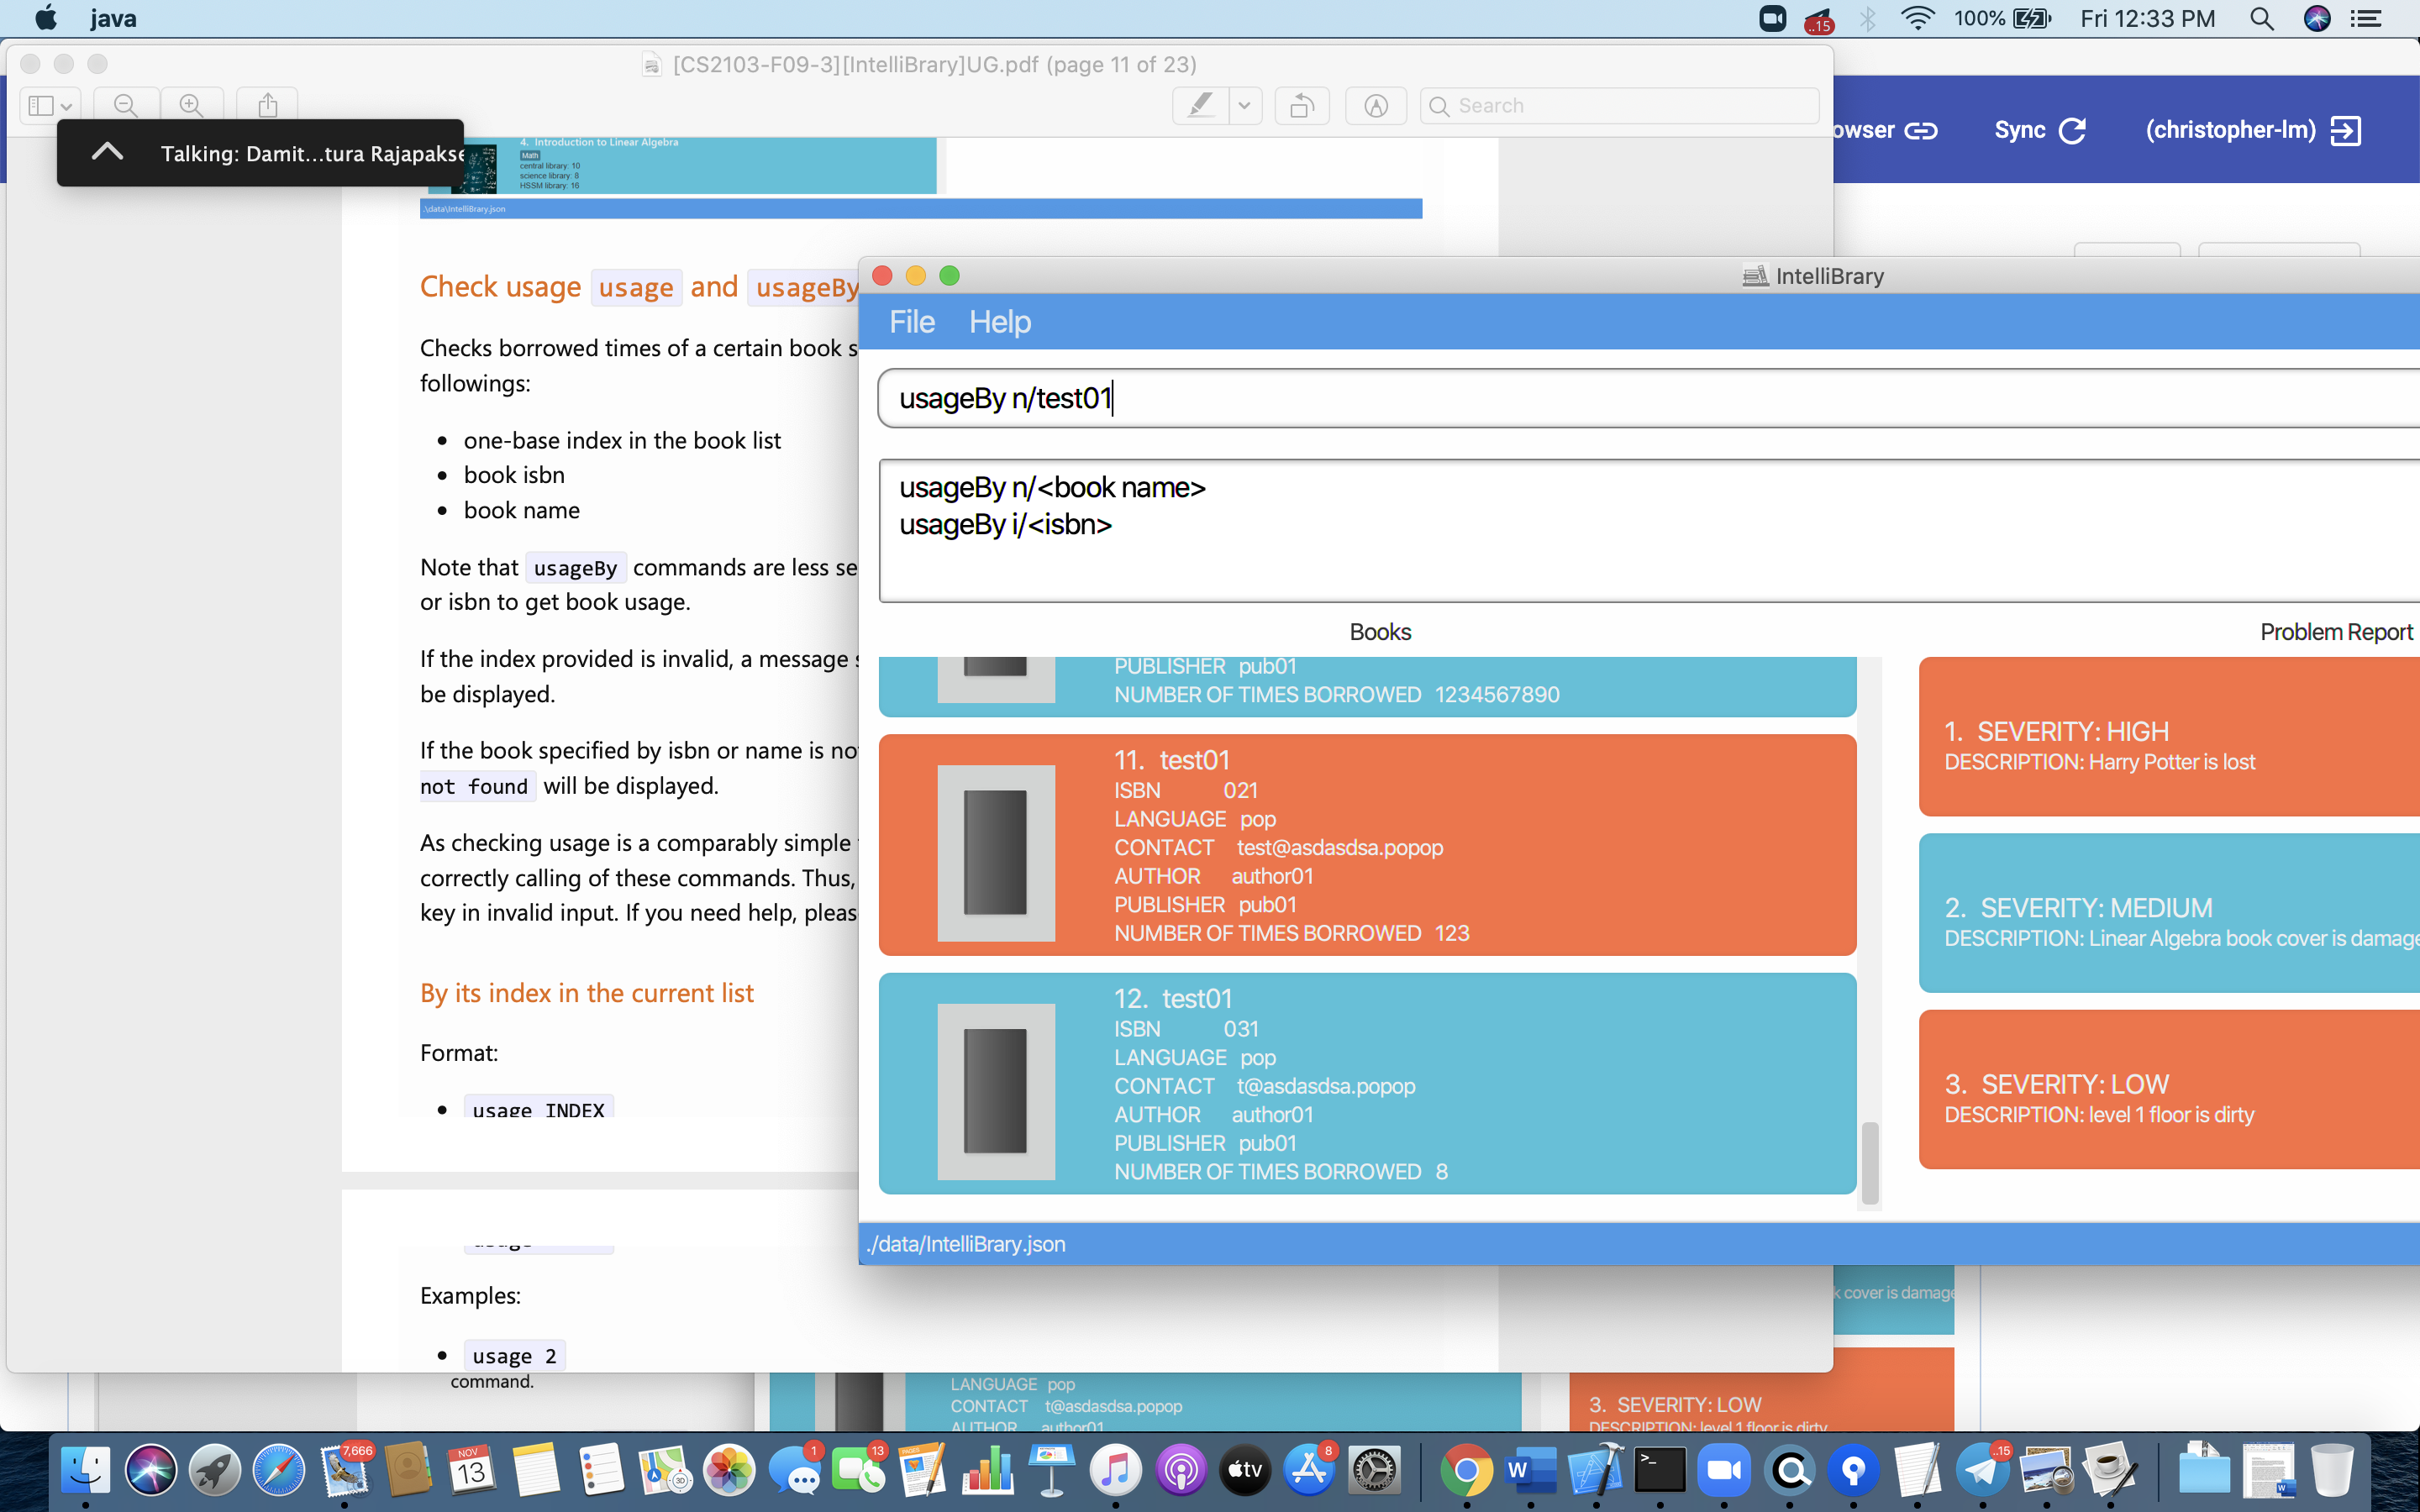 java
..15
100%
Fri 12:33 PM
[CS2103-F09-3][IntelliBrary]UG.pdf (page 11 of 23)
Search
Talking: Damit...tura Rajapakse
owser
Sync
(christopher-lm)
4. Introduction to Linear Algebra
Math
central library: 10
science library: 8
HSSM library: 16
.\data\IntelliBrary.json
Check usage usage and usageBy
Checks borrowed times of a certain book s
followings:
• one-base index in the book list
• book isbn
• book name
Note that usageBy commands are less se
or isbn to get book usage.
If the index provided is invalid, a message s
be displayed.
If the book specified by isbn or name is no
not found will be displayed.
As checking usage is a comparably simple
correctly calling of these commands. Thus,
key in invalid input. If you need help, pleas
By its index in the current list
Format:
• usage INDEX
Examples:
• usage 2
command.
IntelliBrary
File Help
usageBy n/test01
usageBy n/<book name>
usageBy i/<isbn>
Books
PUBLISHER pub01
NUMBER OF TIMES BORROWED 1234567890
11. test01
ISBN 021
LANGUAGE pop
CONTACT test@asdasdsa.popop
AUTHOR author01
PUBLISHER pub01
NUMBER OF TIMES BORROWED 123
12. test01
ISBN 031
LANGUAGE pop
CONTACT t@asdasdsa.popop
AUTHOR author01
PUBLISHER pub01
NUMBER OF TIMES BORROWED 8
Problem Report
1. SEVERITY: HIGH
DESCRIPTION: Harry Potter is lost
2. SEVERITY: MEDIUM
DESCRIPTION: Linear Algebra book cover is damage
3. SEVERITY: LOW
DESCRIPTION: level 1 floor is dirty
./data/IntelliBrary.json
k cover is damage
LANGUAGE pop
CONTACT t@asdasdsa.popop
AUTHOR author01
3. SEVERITY: LOW
DESCRIPTION: level 1 floor is dirty
7,666
NOV
13
3D
1
13
PAGES
tv
8
W
>_
..15
W